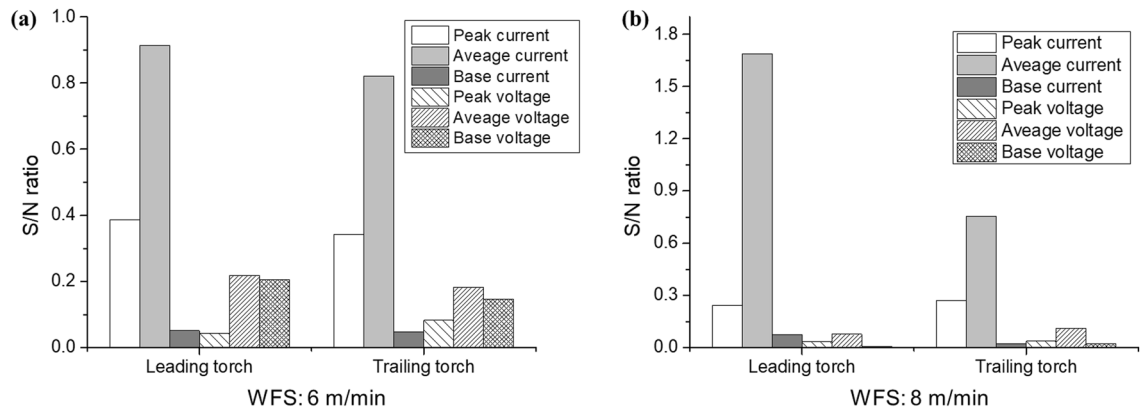 (a)
1.0
0.8
0.6
0.4
0.2
0.0
S/N ratio
Peak current
Aveage current
Base current
Peak voltage
Aveage voltage
Base voltage
Leading torch
Trailing torch
WFS: 6 m/min
(b)
1.8
1.5
1.2
0.9
0.6
0.3
0.0
S/N ratio
Peak current
Aveage current
Base current
Peak voltage
Aveage voltage
Base voltage
Leading torch
Trailing torch
WFS: 8 m/min